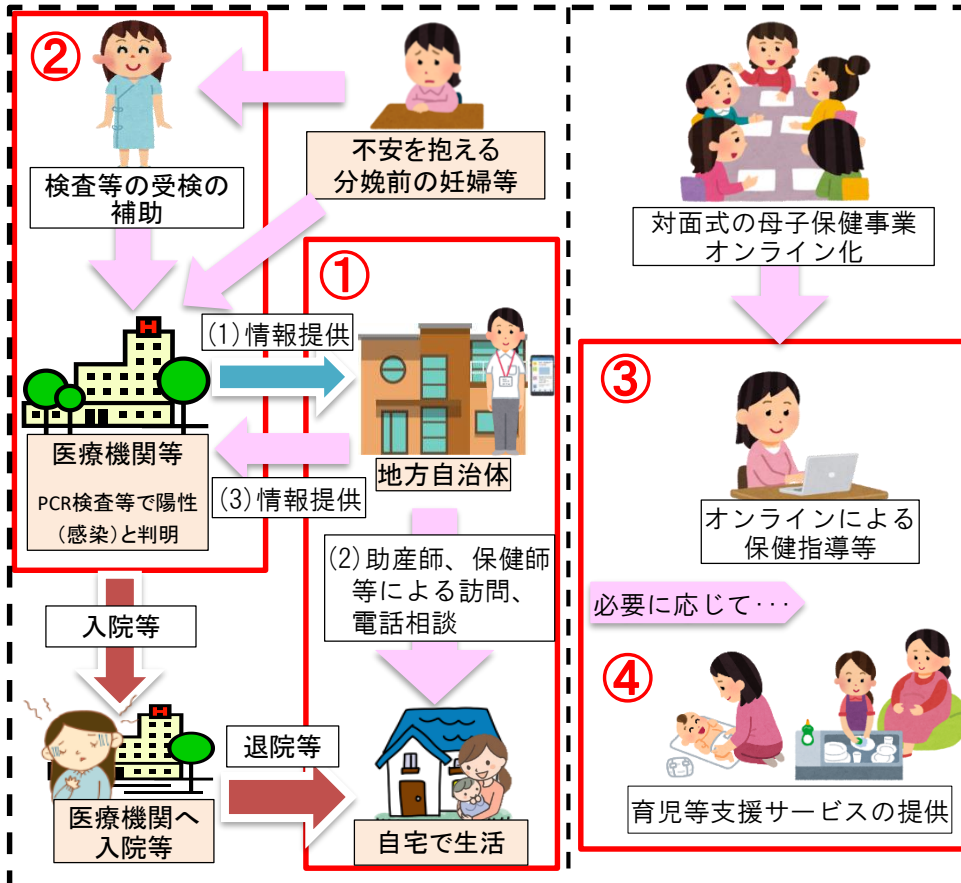 ②
検査等の受検の
補助
不安を抱える
分娩前の妊婦等
①
(1)情報提供
H
医療機関等
PCR検査等で陽性
(感染)と判明
(3)情報提供
地方自治体
(2)助産師、保健師
等による訪問、
電話相談
入院等
H
医療機関へ
入院等
退院等
自宅で生活
対面式の母子保健事業
オンライン化
③
オンラインによる
保健指導等
必要に応じて･･･
④
育児等支援サービスの提供